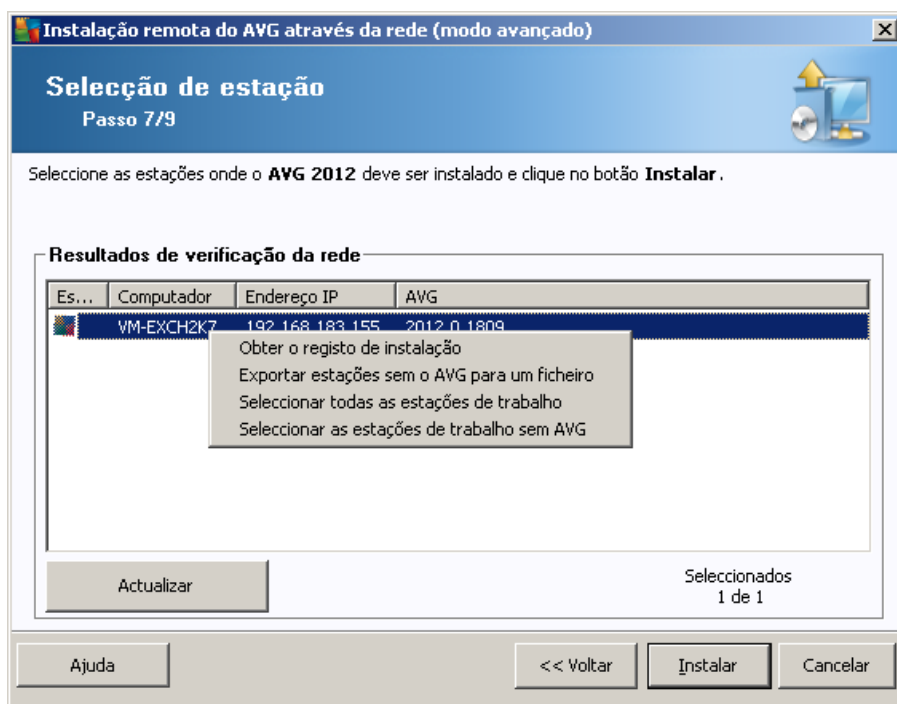 Instalação remota do AVG através da rede (modo avançado)
Selecção de estação
Passo 7/9
Seleccione as estações onde o AVG 2012 deve ser instalado e clique no botão Instalar.
Resultados de verificação da rede
Es... Computador Endereço IP AVG
VM-EXCH2K7 192.168.183.155 2012.0.1809
Obter o registo de instalação
Exportar estações sem o AVG para um ficheiro
Seleccionar todas as estações de trabalho
Seleccionar as estações de trabalho sem AVG
Actualizar
Seleccionados
1 de 1
Ajuda << Voltar Instalar Cancelar